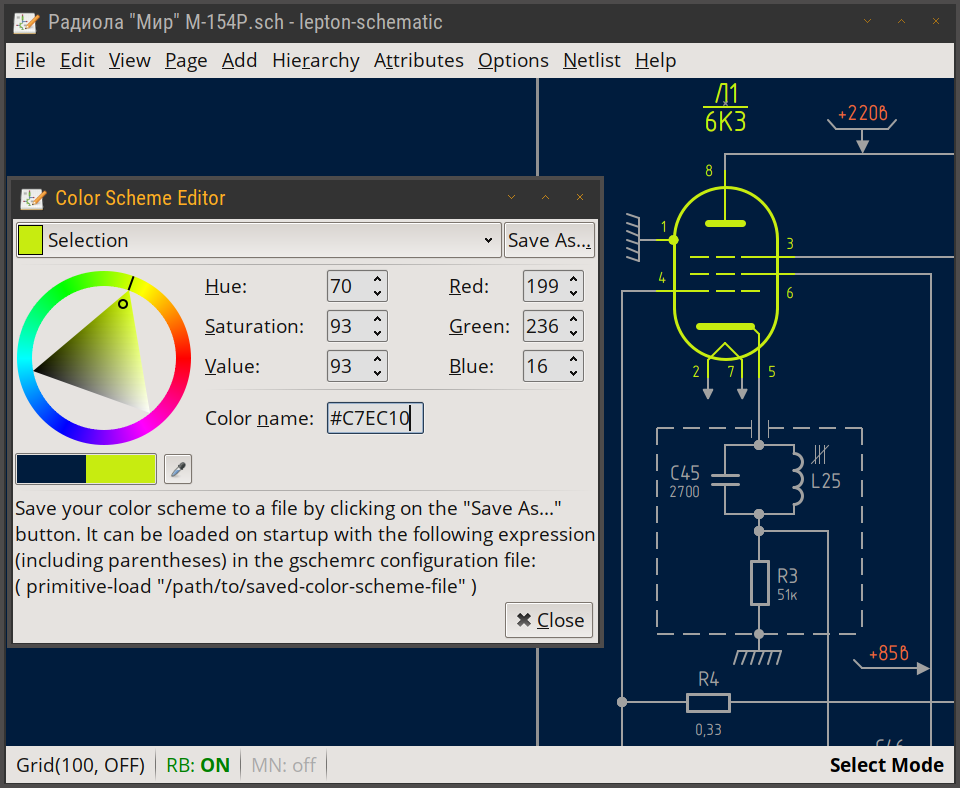 Радиола "Мир" М-154Р.sch - lepton-schematic
File Edit View Page Add Hierarchy Attributes Options Netlist Help
Л1
6К3
+220В
8
1
3
4
6
2 7 5
Color Scheme Editor
Selection
Save As...
Hue: 70 Red: 199
Saturation: 93 Green: 236
Value: 93 Blue: 16
Color name: #C7EC10
Save your color scheme to a file by clicking on the "Save As..."
button. It can be loaded on startup with the following expression
(including parentheses) in the gschemrc configuration file:
( primitive-load "/path/to/saved-color-scheme-file" )
Close
C45
2700
L25
R3
51к
+85В
R4
0,33
Grid(100, OFF) RB: ON MN: off Select Mode